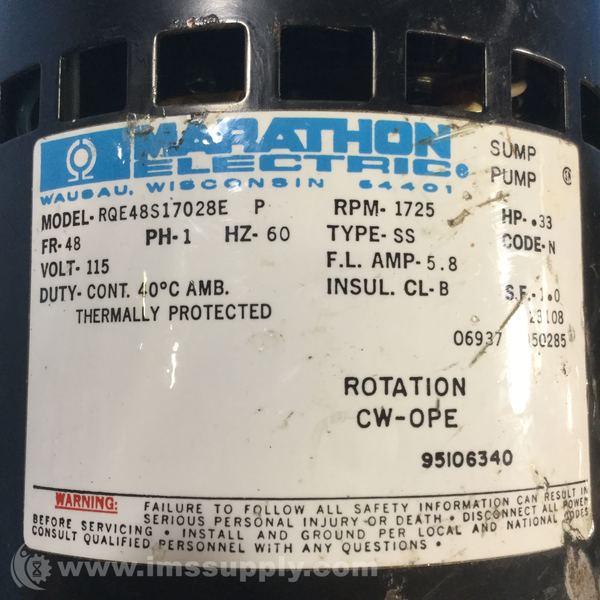 MARATHON
ELECTRIC®
SUMP
PUMP
WAUSAU, WISCONSIN 54401
MODEL-RQE48S17028E P RPM-1725 HP-.33
FR-48 PH-1 HZ-60 TYPE-SS CODE-N
VOLT-115 F.L. AMP-5.8
DUTY-CONT. 40°C AMB. INSUL. CL-B S.F.-1.0
THERMALLY PROTECTED
06937
ROTATION
CW-OPE
95106340
WARNING: FAILURE TO FOLLOW ALL SAFETY INFORMATION CAN RESULT IN
SERIOUS PERSONAL INJURY OR DEATH • DISCONNECT ALL POWER
BEFORE SERVICING • INSTALL AND GROUND PER LOCAL AND NATIONAL CODES
CONSULT QUALIFIED PERSONNEL WITH ANY QUESTIONS •
www.imssupply.com